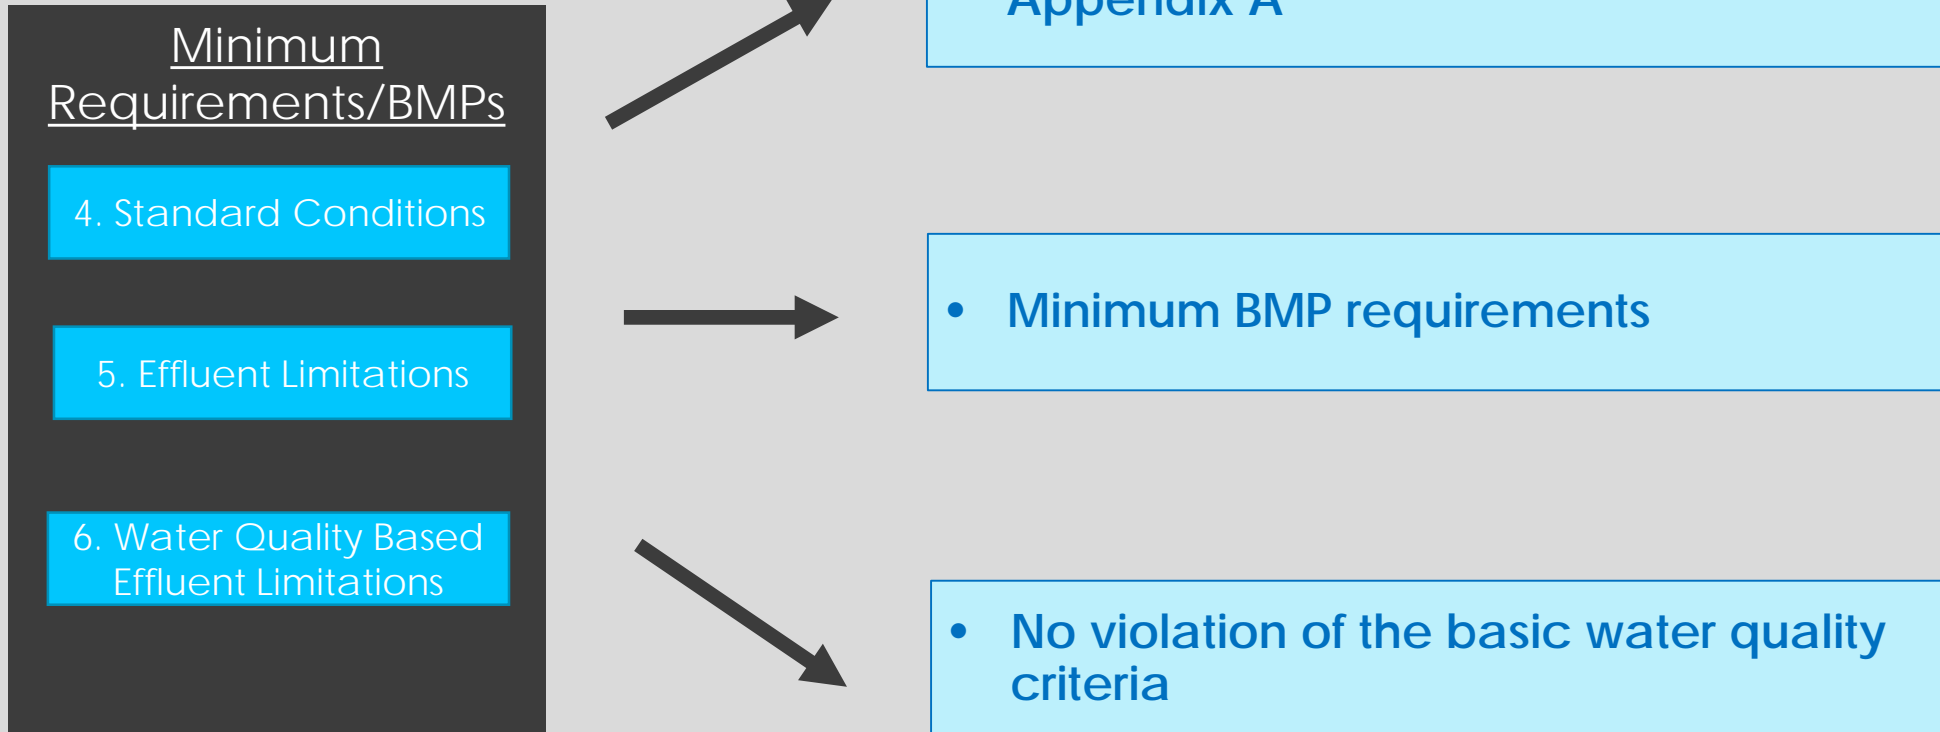 Minimum
Requirements/BMPs
4. Standard Conditions
5. Effluent Limitations
6. Water Quality Based
Effluent Limitations
Appendix A
• Minimum BMP requirements
• No violation of the basic water quality
criteria